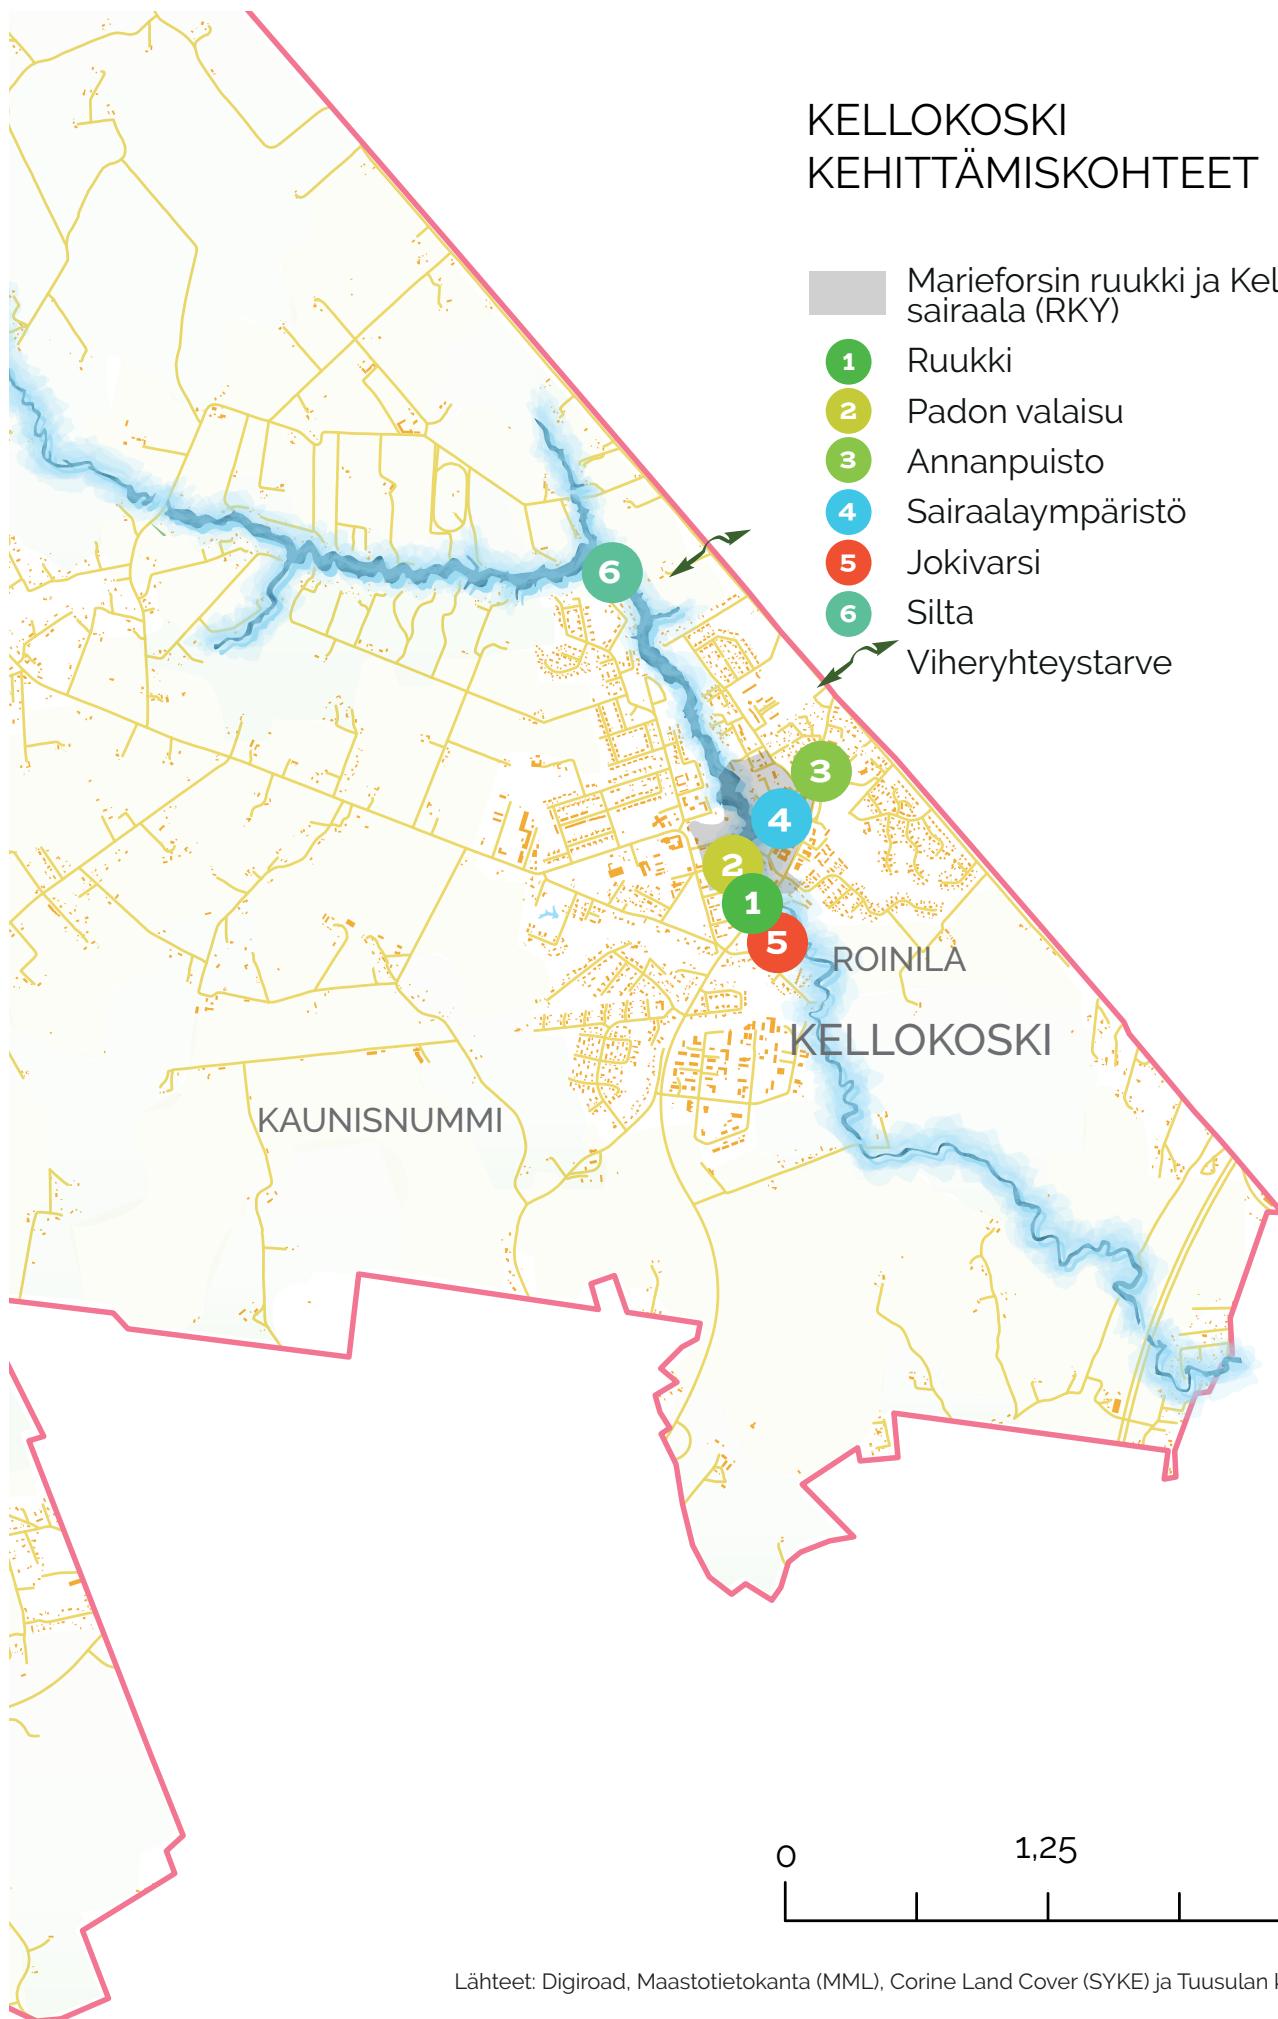 KELLOKOSKI
KEHITTÄMISKOHTEET
Marieforsin ruukki ja Kel
sairaala (RKY)
1 Ruukki
2 Padon valaisu
3 Annanpuisto
4 Sairaalaympäristö
5 Jokivarsi
6 Silta
Viheryhteystarve
6
3
4
2
1
5
ROINILA
KELLOKOSKI
KAUNISNUMMI
0 1,25
Lähteet: Digiroad, Maastotietokanta (MML), Corine Land Cover (SYKE) ja Tuusulan k